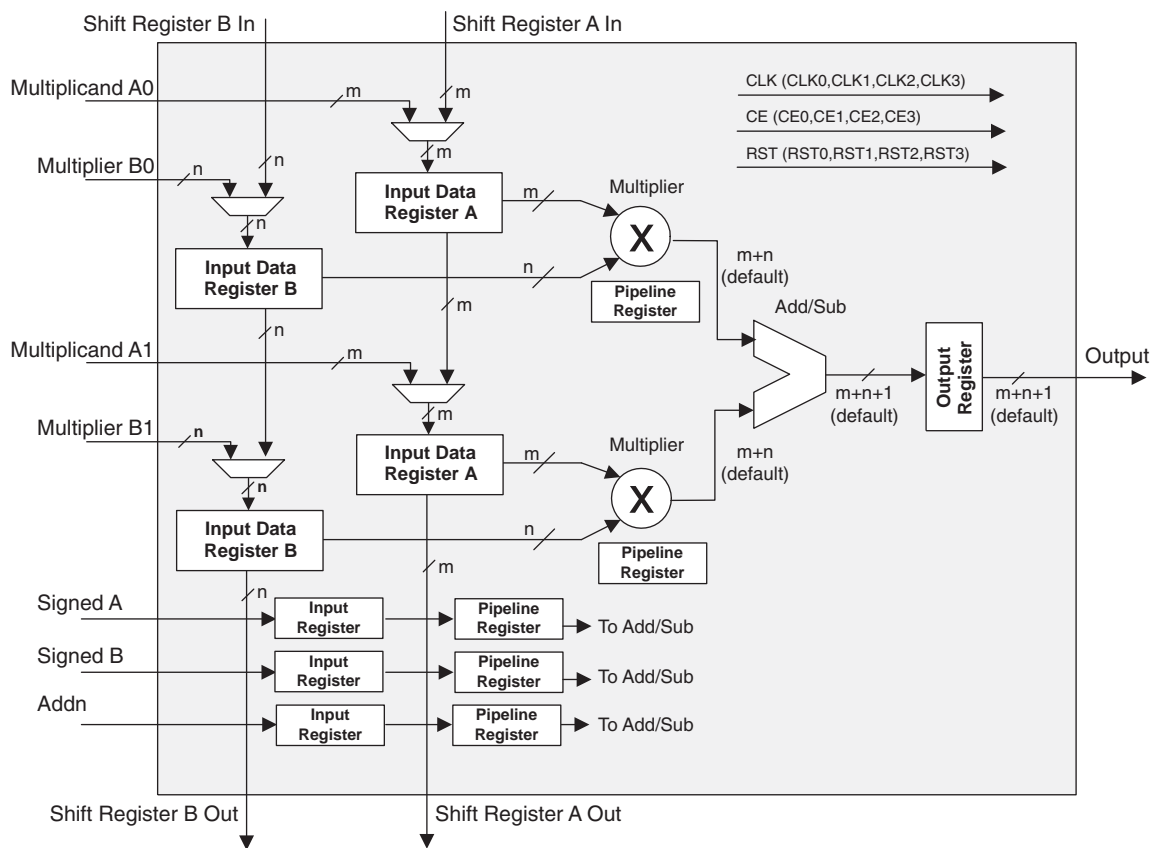 Shift Register B In
Shift Register A In
Multiplicand A0
m
m
CLK (CLK0,CLK1,CLK2,CLK3)
CE (CE0,CE1,CE2,CE3)
RST (RST0,RST1,RST2,RST3)
Multiplier B0
n
n
m
Input Data
Register A
m
Multiplier
X
n
Input Data
Register B
n
m+n
(default)
Pipeline
Register
m
n
Add/Sub
Multiplicand A1
m
Output
Register
Output
m+n+1
(default)
m+n+1
(default)
m
Multiplier B1
n
Input Data
Register A
m
Multiplier
X
m+n
(default)
n
Input Data
Register B
n
Pipeline
Register
m
n
Signed A
Input
Register
Pipeline
Register
To Add/Sub
Signed B
Input
Register
Pipeline
Register
To Add/Sub
Addn
Input
Register
Pipeline
Register
To Add/Sub
Shift Register B Out
Shift Register A Out